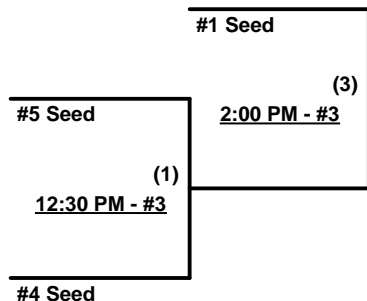 #1 Seed
(3)
#5 Seed
2:00 PM - #3
(1)
12:30 PM - #3
#4 Seed